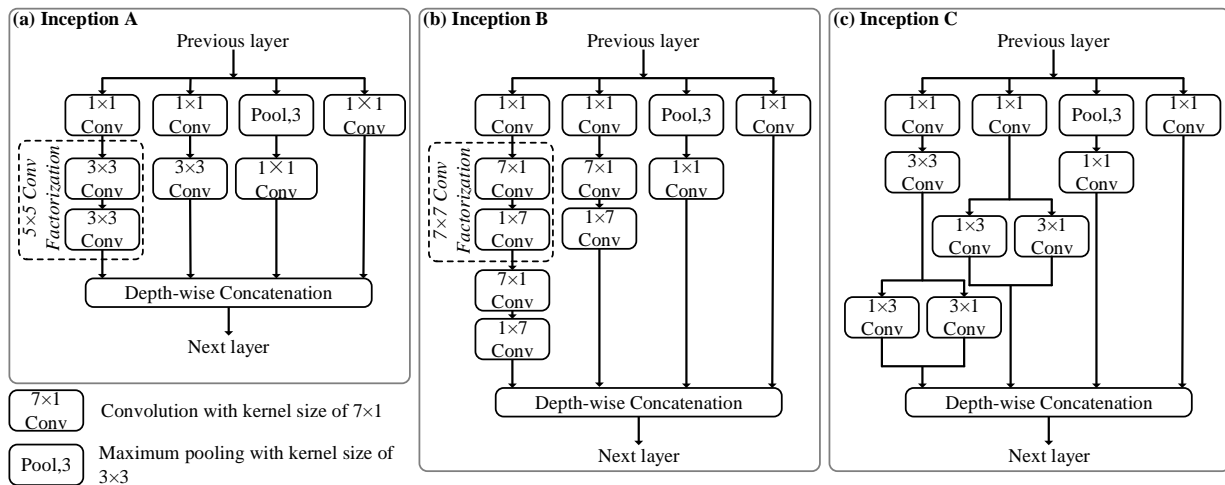 (a) Inception A
Previous layer
1×1
Conv
1×1
Conv
Pool,3
1×1
Conv
5×5 Conv
Factorization
3×3
Conv
3×3
Conv
1×1
Conv
3×3
Conv
Depth-wise Concatenation
Next layer
7×1
Conv
Convolution with kernel size of 7×1
Pool,3
Maximum pooling with kernel size of
3×3
(b) Inception B
Previous layer
1×1
Conv
1×1
Conv
Pool,3
1×1
Conv
7×7 Conv
Factorization
7×1
Conv
7×1
Conv
1×1
Conv
1×7
Conv
1×7
Conv
7×1
Conv
1×7
Conv
Depth-wise Concatenation
Next layer
(c) Inception C
Previous layer
1×1
Conv
1×1
Conv
Pool,3
1×1
Conv
3×3
Conv
1×1
Conv
1×3
Conv
3×1
Conv
1×3
Conv
3×1
Conv
Depth-wise Concatenation
Next layer